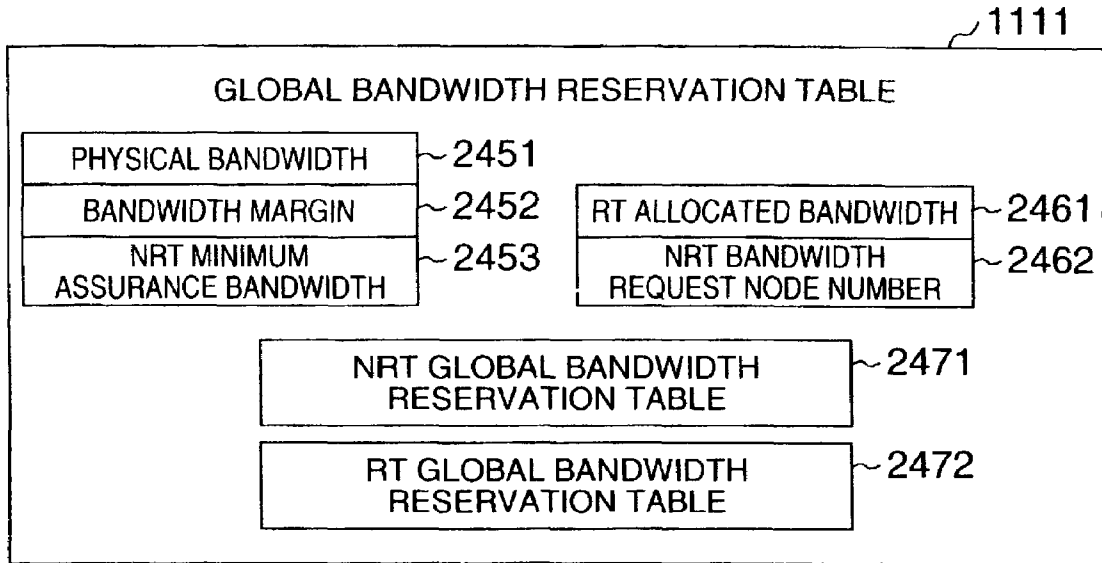 1111
GLOBAL BANDWIDTH RESERVATION TABLE
PHYSICAL BANDWIDTH 2451
BANDWIDTH MARGIN 2452
NRT MINIMUM
ASSURANCE BANDWIDTH 2453
RT ALLOCATED BANDWIDTH 2461
NRT BANDWIDTH
REQUEST NODE NUMBER 2462
NRT GLOBAL BANDWIDTH
RESERVATION TABLE 2471
RT GLOBAL BANDWIDTH
RESERVATION TABLE 2472